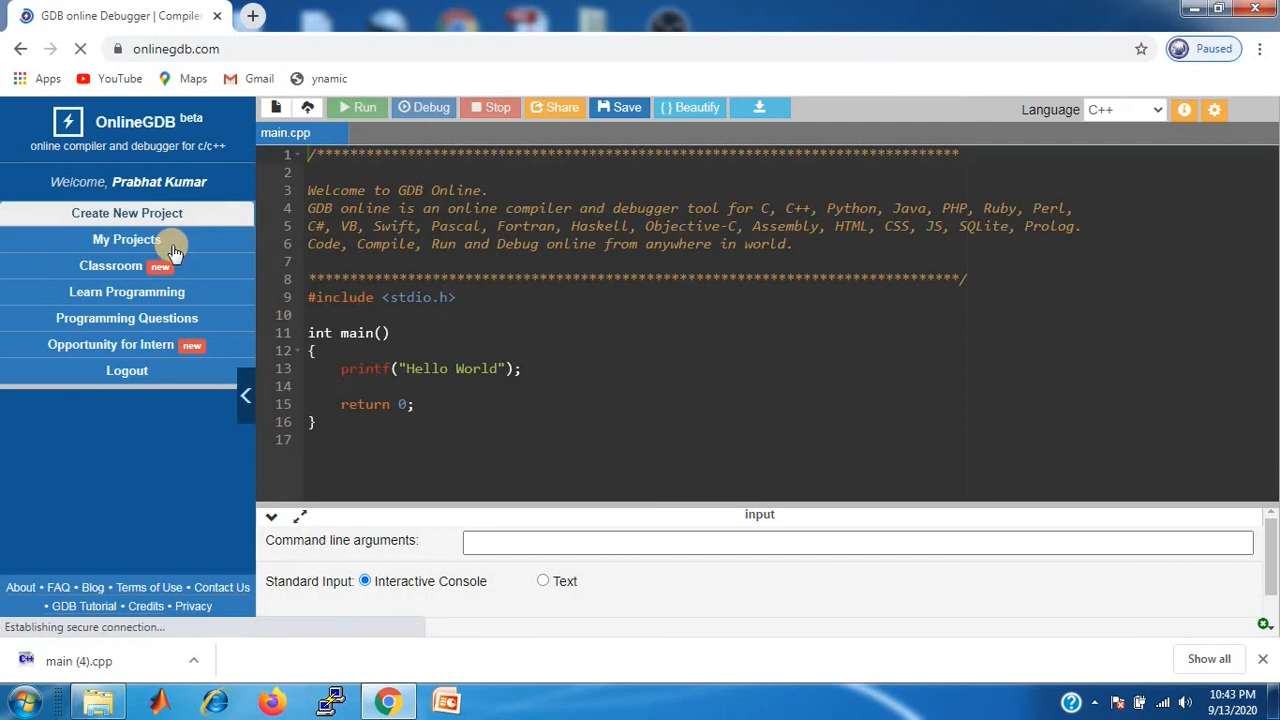 GDB online Debugger | Compiler
onlinegdb.com
Paused
Apps YouTube Maps Gmail ynamic
OnlineGDB beta
online compiler and debugger for c/c++
Welcome, Prabhat Kumar
Create New Project
My Projects
Classroom new
Learn Programming
Programming Questions
Opportunity for Intern new
Logout
About • FAQ • Blog • Terms of Use • Contact Us
• GDB Tutorial • Credits • Privacy
Establishing secure connection...
Run Debug Stop Share Save { } Beautify
Language C++
main.cpp
1 /******************************************************************************
2
3 Welcome to GDB Online.
4 GDB online is an online compiler and debugger tool for C, C++, Python, Java, PHP, Ruby, Perl,
5 C#, VB, Swift, Pascal, Fortran, Haskell, Objective-C, Assembly, HTML, CSS, JS, SQLite, Prolog.
6 Code, Compile, Run and Debug online from anywhere in world.
7
8 *******************************************************************************/
9 #include <stdio.h>
10
11 int main()
12 {
13 printf("Hello World");
14
15 return 0;
16 }
17
input
Command line arguments:
Standard Input: Interactive Console Text
main (4).cpp
Show all
10:43 PM
9/13/2020